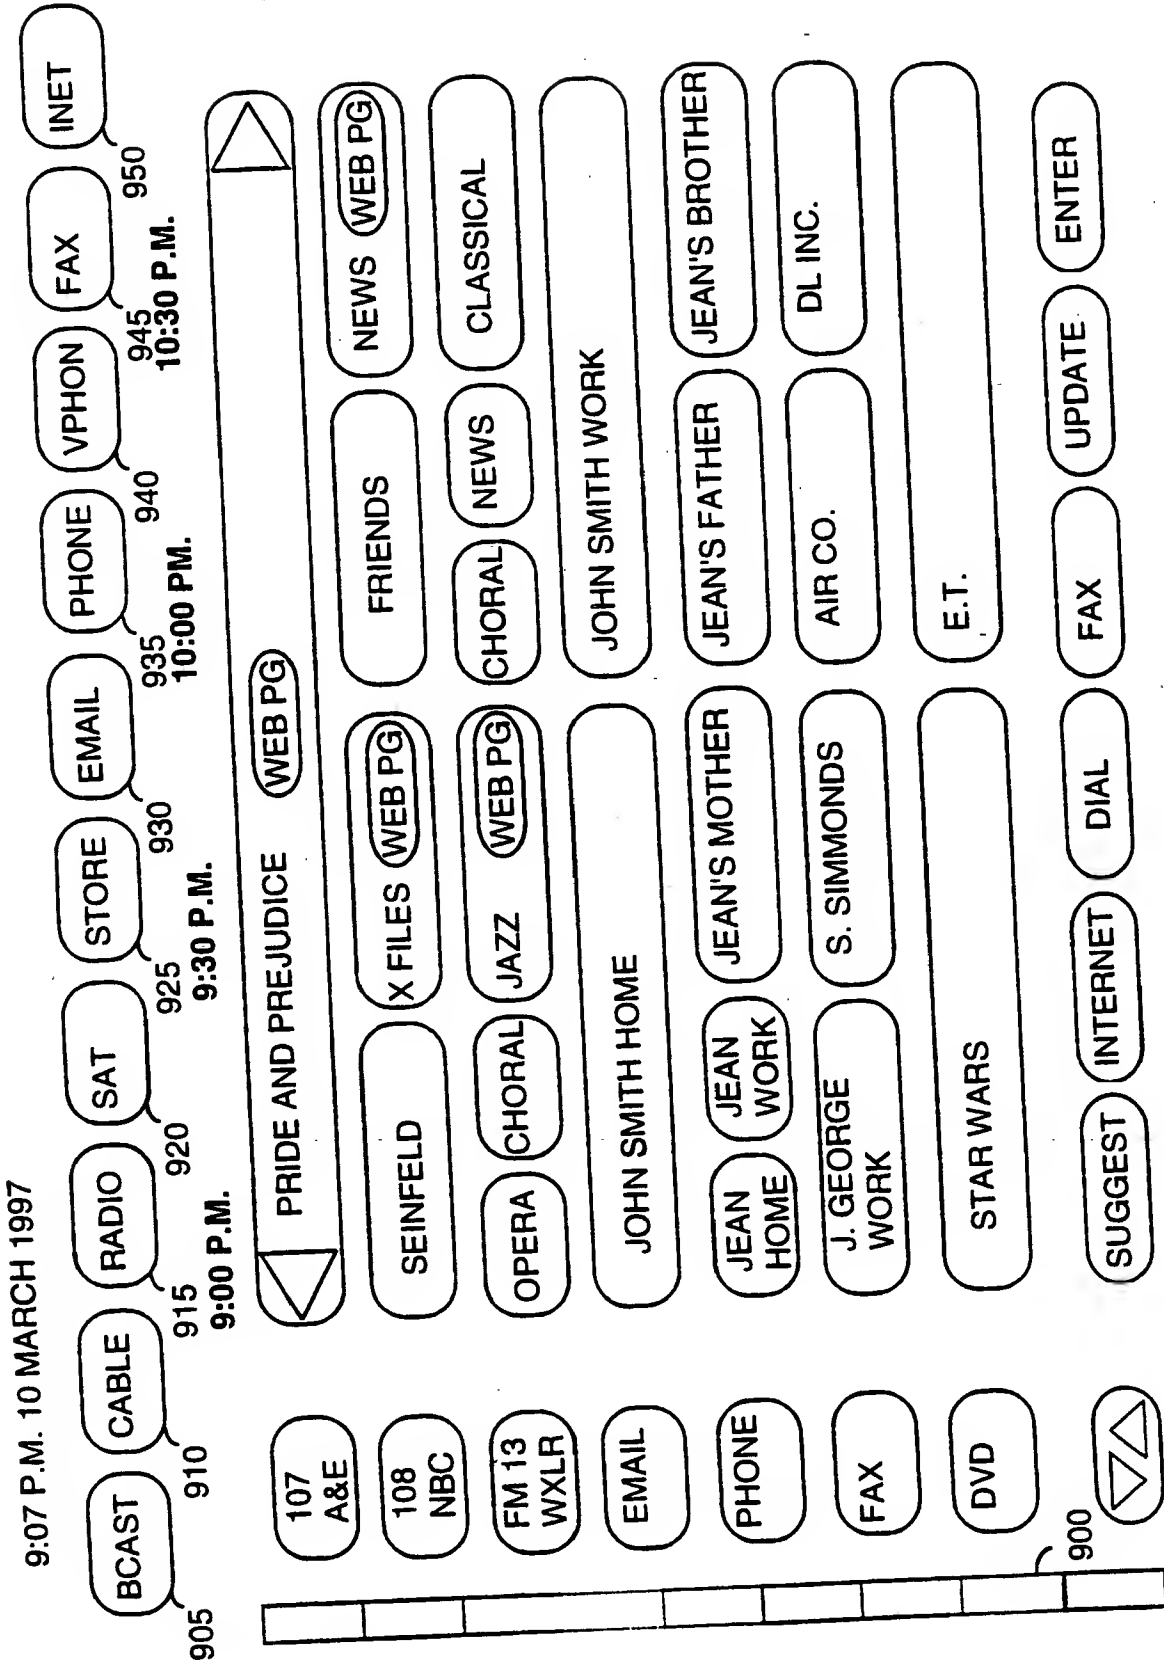 9:07 P.M. 10 MARCH 1997
BCAST CABLE RADIO SAT STORE EMAIL PHONE VPHON FAX INET
905 910 915 920 925 930 935 940 945 950
9:00 P.M. 9:30 P.M. 10:00 PM. 10:30 P.M.
107 A&E
PRIDE AND PREJUDICE WEB PG
108 NBC
SEINFELD X FILES WEB PG FRIENDS NEWS WEB PG
FM 13 WXLR
OPERA CHORAL JAZZ WEB PG CHORAL NEWS CLASSICAL
EMAIL JOHN SMITH HOME JOHN SMITH WORK
PHONE
JEAN HOME
JEAN WORK
JEAN'S MOTHER JEAN'S FATHER JEAN'S BROTHER
FAX
J. GEORGE WORK
S. SIMMONDS AIR CO. DL INC.
DVD STAR WARS E.T.
900
SUGGEST INTERNET DIAL FAX UPDATE ENTER